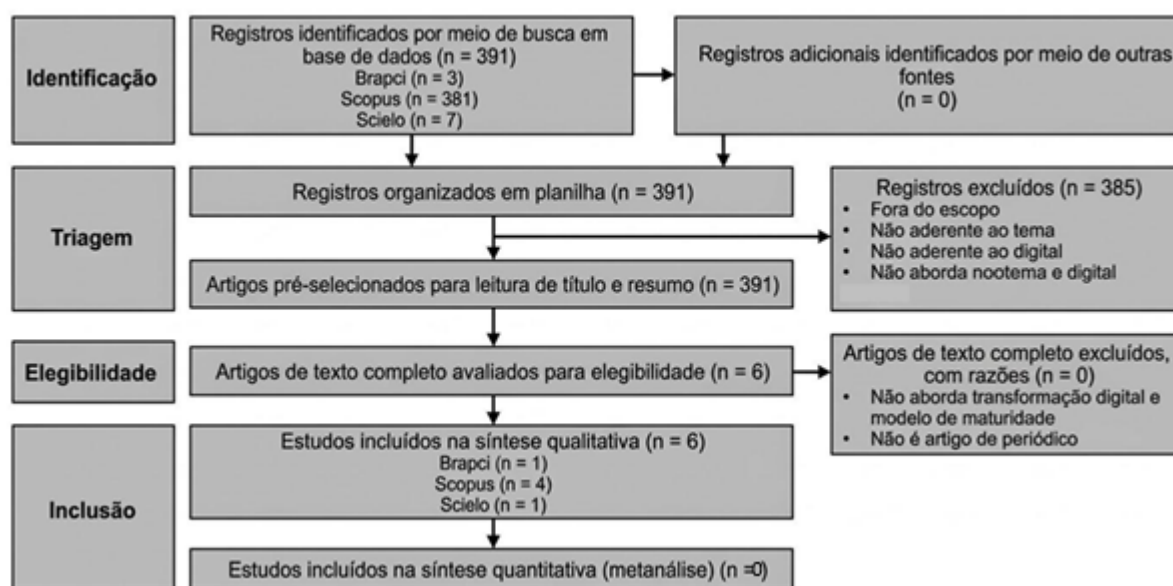 Identificação
Registros identificados por meio de busca em
base de dados (n = 391)
Brapci (n = 3)
Scopus (n = 381)
Scielo (n = 7)
Registros adicionais identificados por meio de outras
fontes
(n = 0)
Triagem
Registros organizados em planilha (n = 391)
Registros excluídos (n = 385)
• Fora do escopo
• Não aderente ao tema
• Não aderente ao digital
• Não aborda nootema e digital
Artigos pré-selecionados para leitura de título e resumo (n = 391)
Elegibilidade
Artigos de texto completo avaliados para elegibilidade (n = 6)
Artigos de texto completo excluídos,
com razões (n = 0)
• Não aborda transformação digital e
modelo de maturidade
• Não é artigo de periódico
Inclusão
Estudos incluídos na síntese qualitativa (n = 6)
Brapci (n = 1)
Scopus (n = 4)
Scielo (n = 1)
Estudos incluídos na síntese quantitativa (metanálise) (n =0)